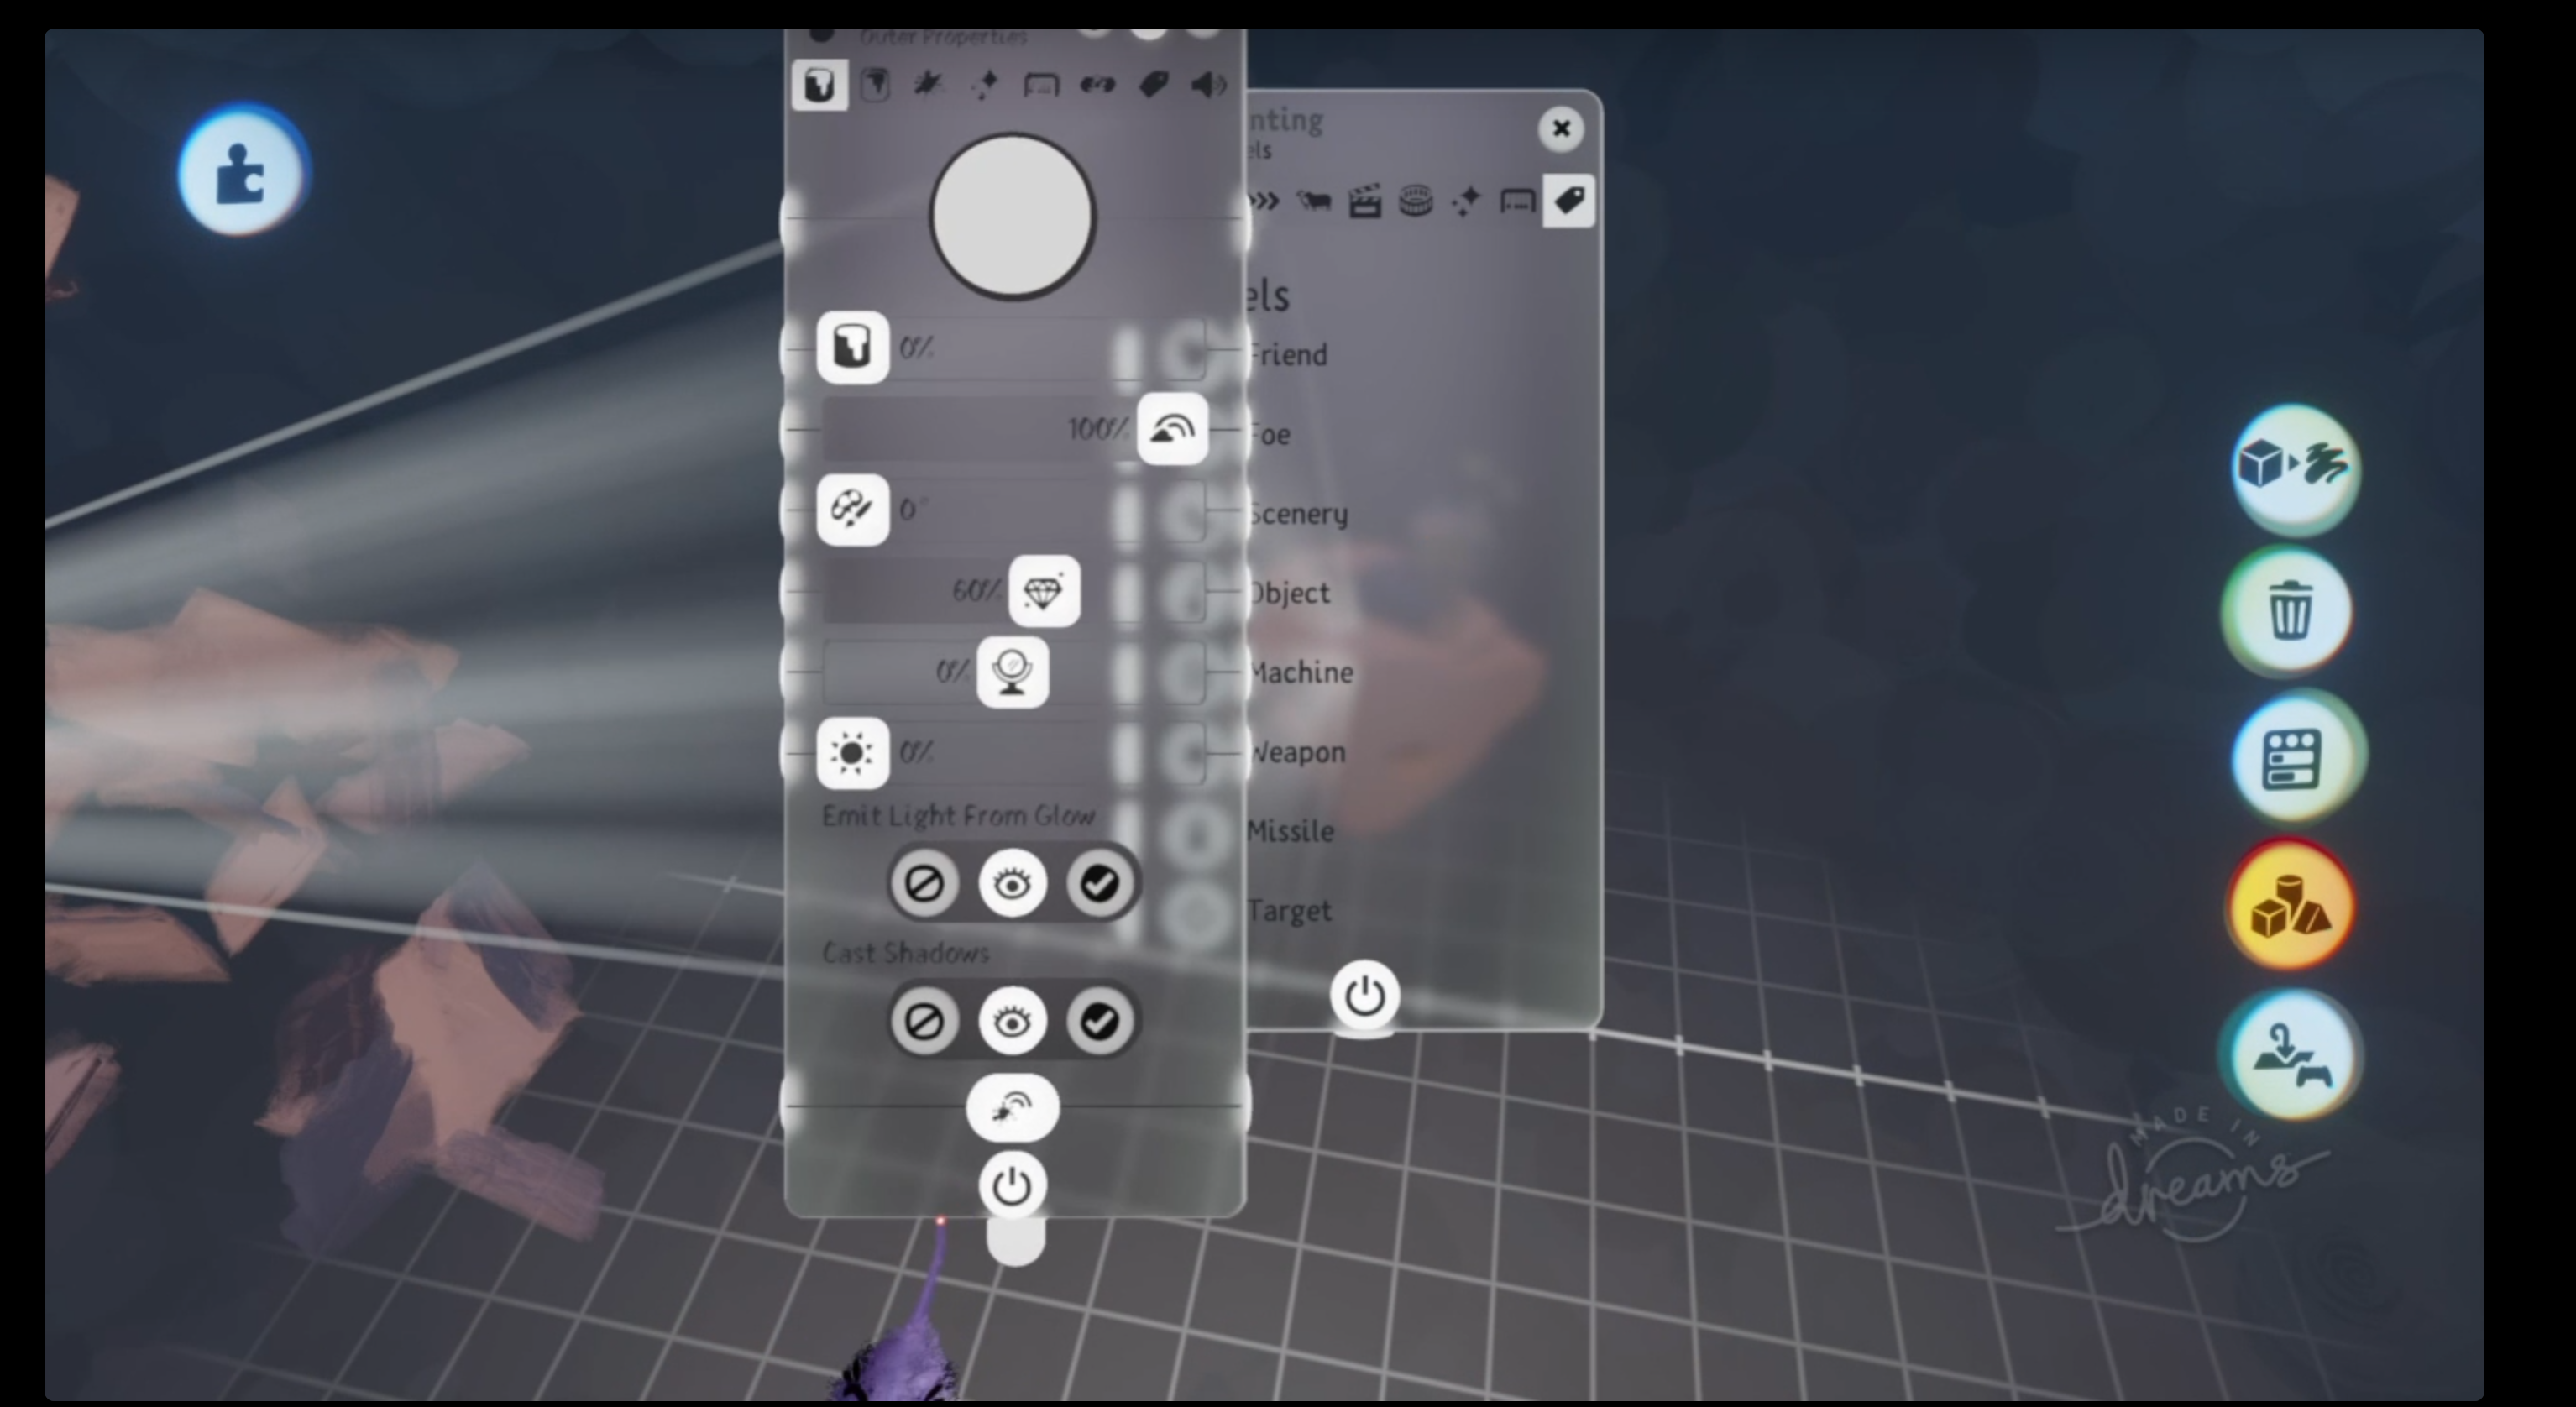 Outer Properties
nting
els
els
0%
Friend
100%
Foe
0°
Scenery
60%
Object
0%
Machine
0%
Weapon
Emit Light From Glow
Missile
Target
Cast Shadows
MADE IN
dreams